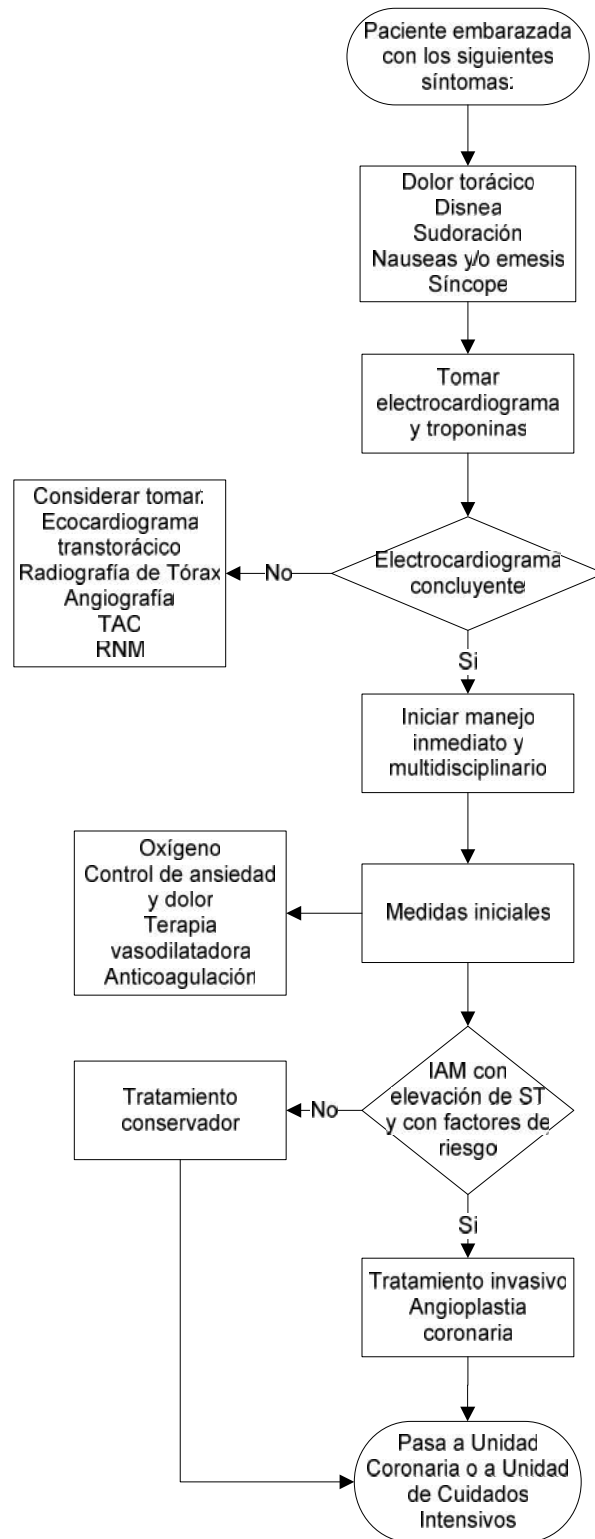 Paciente embarazada
con los siguientes
síntomas:
Dolor torácico
Disnea
Sudoración
Nauseas y/o emesis
Síncope
Tomar
electrocardiograma
y troponinas
Electrocardiograma
concluyente
No
Considerar tomar:
Ecocardiograma
transtorácico
Radiografía de Tórax
Angiografía
TAC
RNM
Si
Iniciar manejo
inmediato y
multidisciplinario
Medidas iniciales
Oxígeno
Control de ansiedad
y dolor
Terapia
vasodilatadora
Anticoagulación
IAM con
elevación de ST
y con factores de
riesgo
No
Tratamiento
conservador
Si
Tratamiento invasivo
Angioplastia
coronaria
Pasa a Unidad
Coronaria o a Unidad
de Cuidados
Intensivos